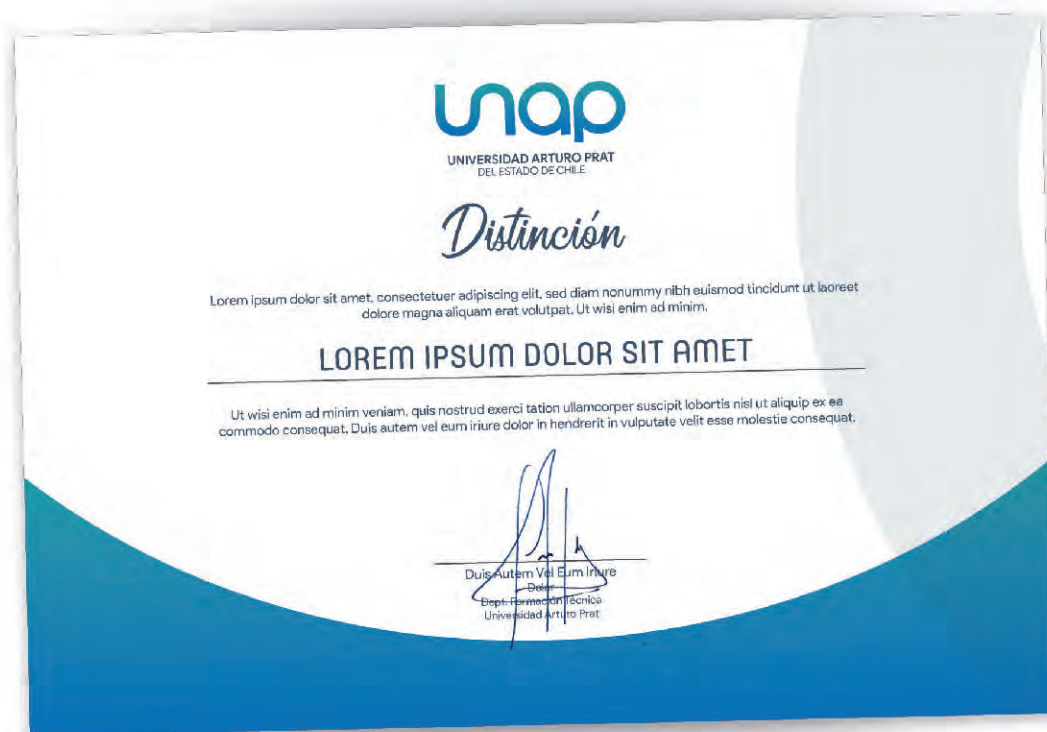 unap
UNIVERSIDAD ARTURO PRAT
DEL ESTADO DE CHILE
Distinción
Lorem ipsum dolor sit amet, consectetuer adipiscing elit, sed diam nonummy nibh euismod tincidunt ut laoreet
dolore magna aliquam erat volutpat. Ut wisi enim ad minim.
LOREM IPSUM DOLOR SIT AMET
Ut wisi enim ad minim veniam, quis nostrud exerci tation ullamcorper suscipit lobortis nisl ut aliquip ex ea
commodo consequat. Duis autem vel eum iriure dolor in hendrerit in vulputate velit esse molestie consequat.
Duis Autem Vel Eum Iriure
Dolor
Dept. Formación Técnica
Universidad Arturo Prat